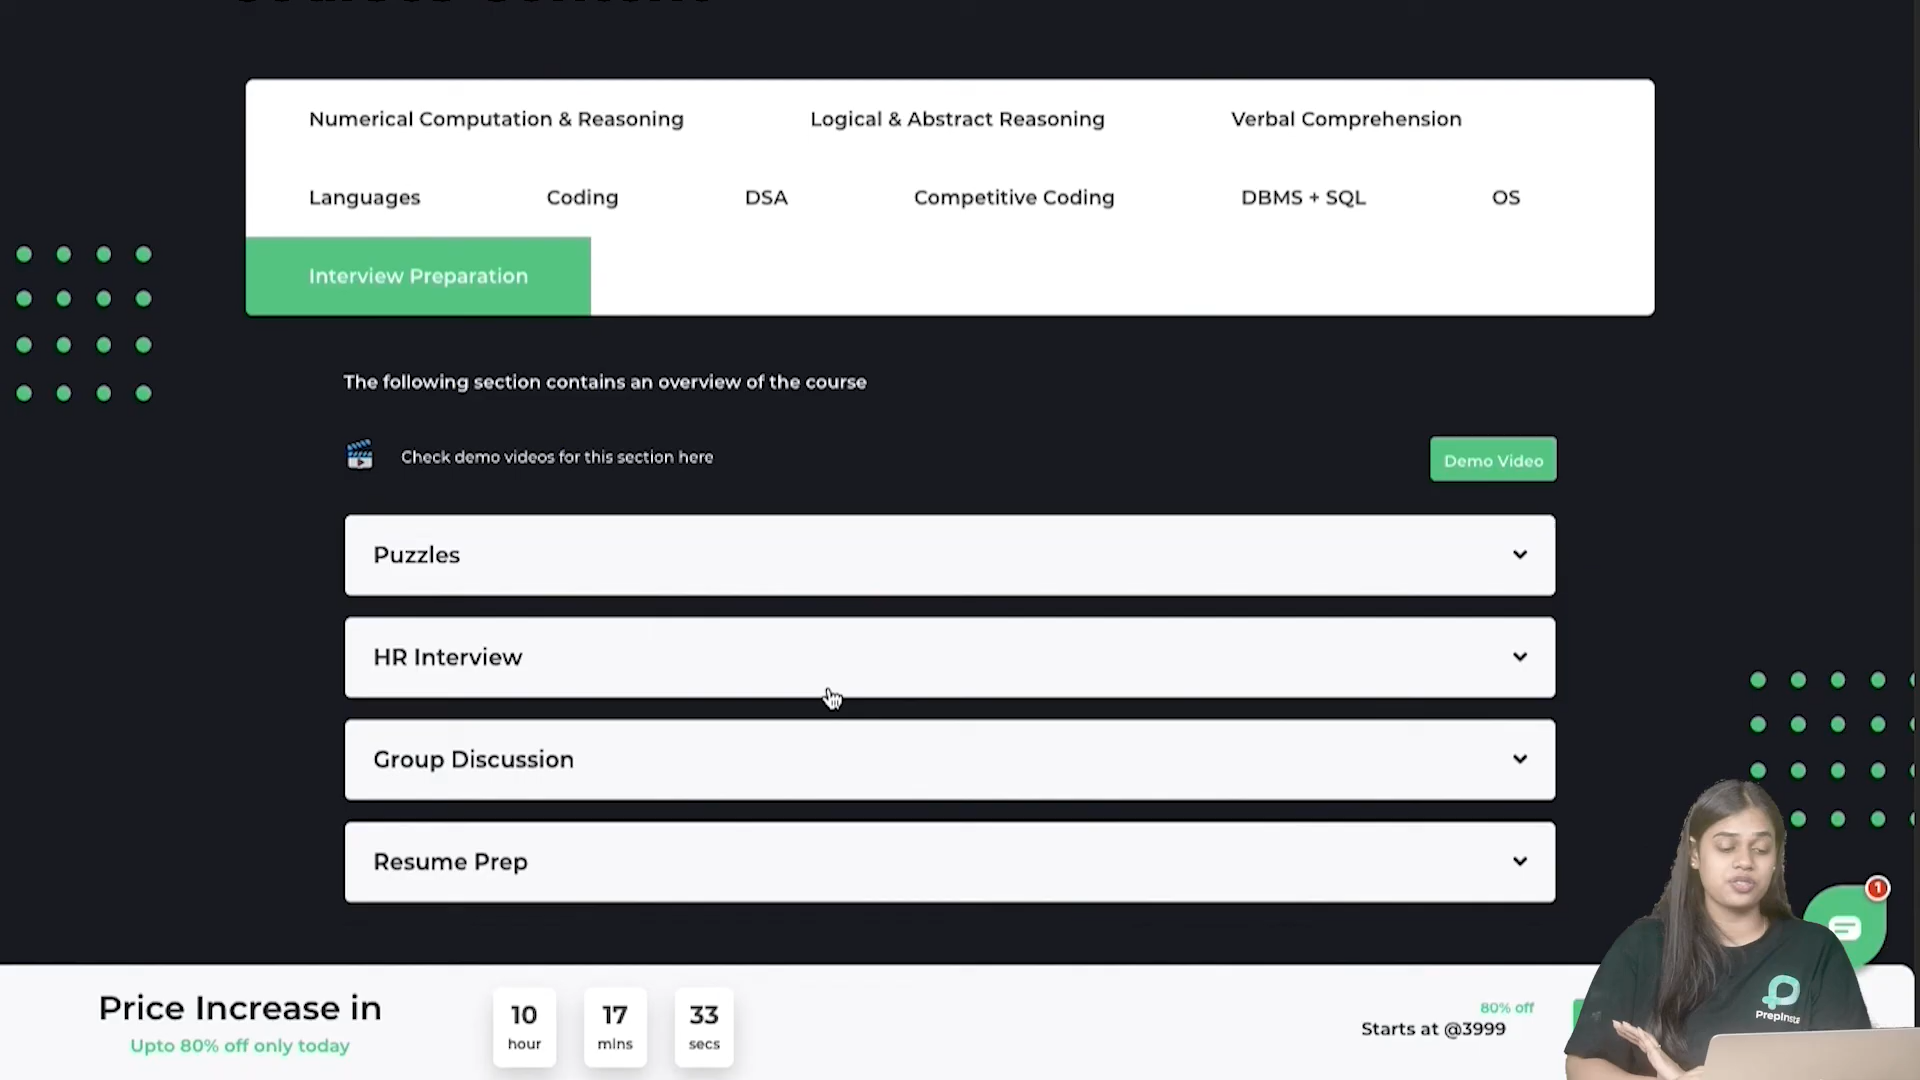 Numerical Computation & Reasoning Logical & Abstract Reasoning Verbal Comprehension
Languages Coding DSA Competitive Coding DBMS + SQL OS
Interview Preparation
The following section contains an overview of the course
Check demo videos for this section here
Demo Video
Puzzles
HR Interview
Group Discussion
Resume Prep
1
Price Increase in
Upto 80% off only today
10 17 33
hour mins secs
80% off
Starts at @3999
PrepInsta